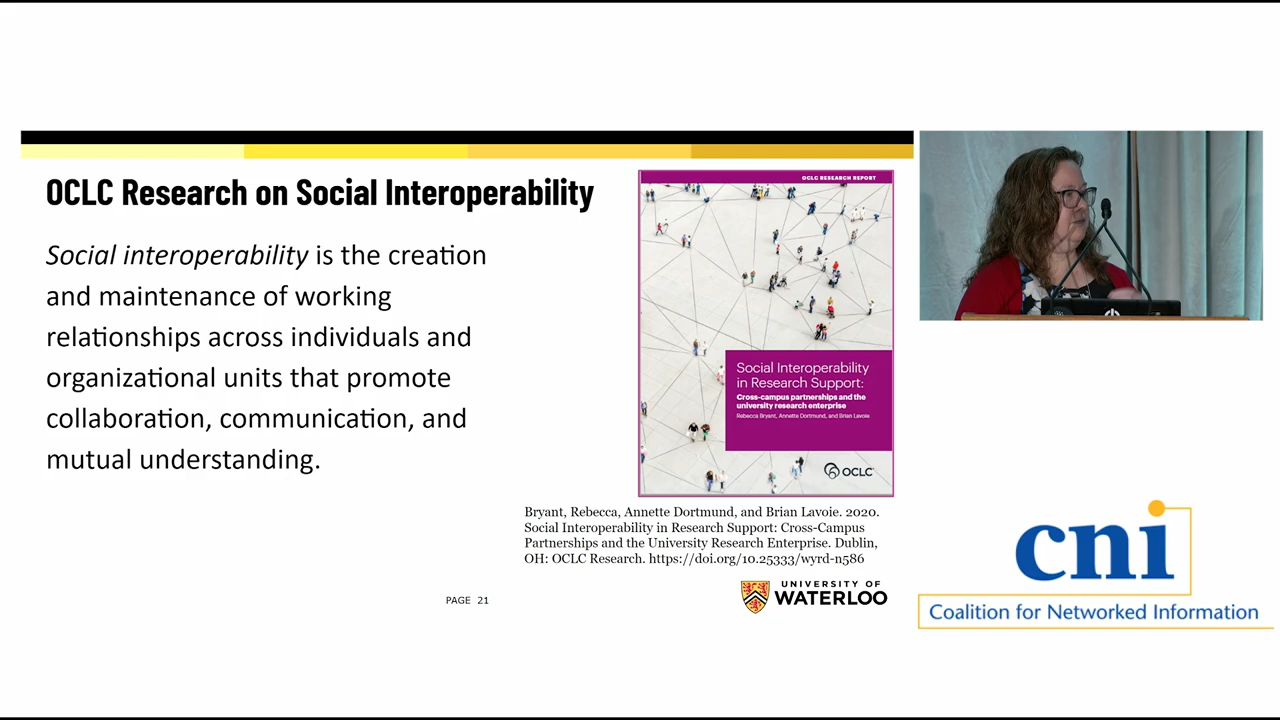 OCLC Research on Social Interoperability
Social interoperability is the creation
and maintenance of working
relationships across individuals and
organizational units that promote
collaboration, communication, and
mutual understanding.
OCLC RESEARCH REPORT
Social Interoperability
in Research Support:
Cross-campus partnerships and the
university research enterprise
Rebecca Bryant, Annette Dortmund, and Brian Lavoie
OCLC
Bryant, Rebecca, Annette Dortmund, and Brian Lavoie. 2020.
Social Interoperability in Research Support: Cross-Campus
Partnerships and the University Research Enterprise. Dublin,
OH: OCLC Research. https://doi.org/10.25333/wyrd-n586
PAGE 21
UNIVERSITY OF
WATERLOO
cni
Coalition for Networked Information